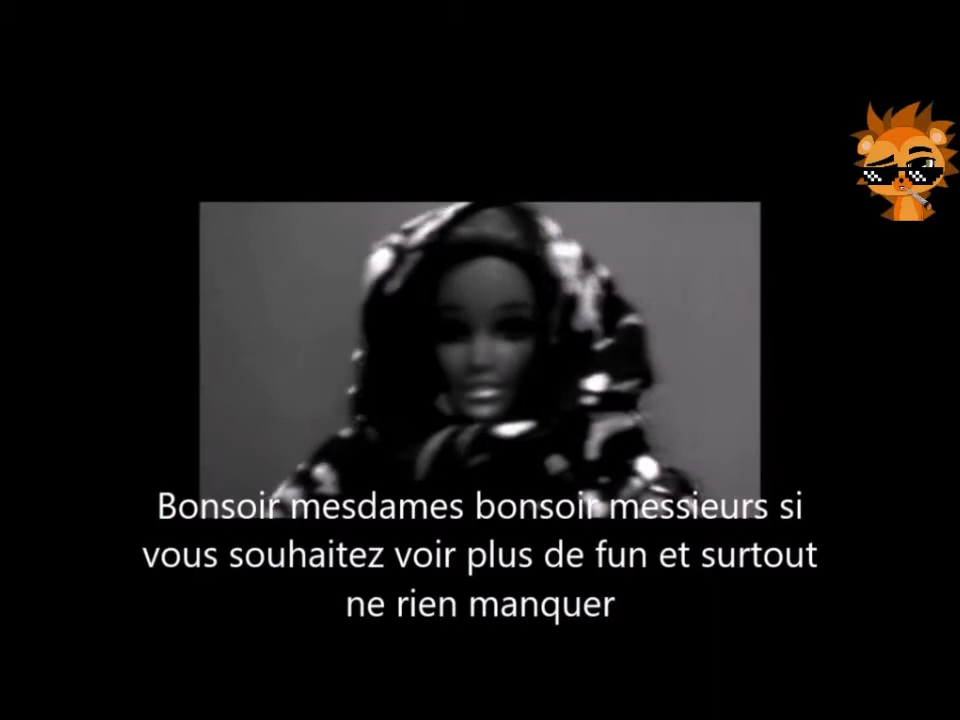 Bonsoir mesdames bonsoir messieurs si
vous souhaitez voir plus de fun et surtout
ne rien manquer